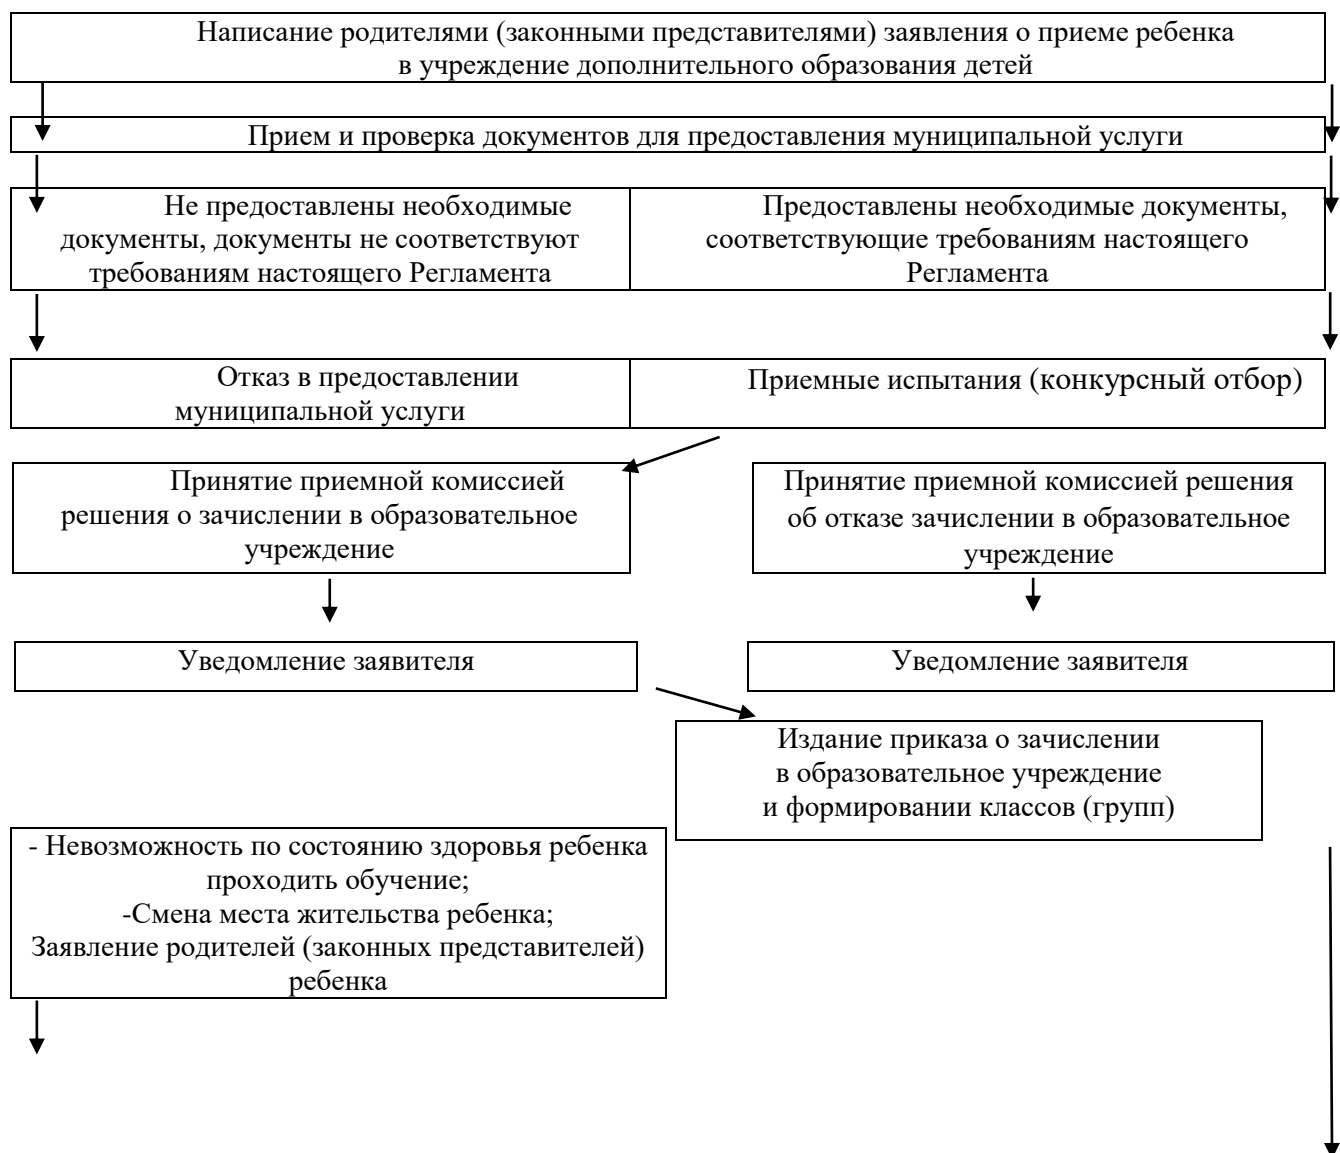 Написание родителями (законными представителями) заявления о приеме ребенка
в учреждение дополнительного образования детей
Прием и проверка документов для предоставления муниципальной услуги
Не предоставлены необходимые
документы, документы не соответствуют
требованиям настоящего Регламента
Предоставлены необходимые документы,
соответствующие требованиям настоящего
Регламента
Отказ в предоставлении
муниципальной услуги
Приемные испытания (конкурсный отбор)
Принятие приемной комиссией
решения о зачислении в образовательное
учреждение
Принятие приемной комиссией решения
об отказе зачислении в образовательное
учреждение
Уведомление заявителя
Уведомление заявителя
Издание приказа о зачислении
в образовательное учреждение
и формировании классов (групп)
- Невозможность по состоянию здоровья ребенка
проходить обучение;
-Смена места жительства ребенка;
Заявление родителей (законных представителей)
ребенка